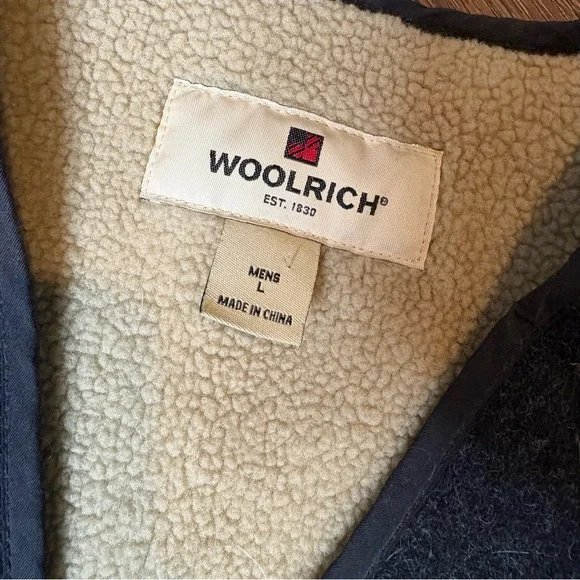 WOOLRICH®
EST. 1830
MENS
L
MADE IN CHINA